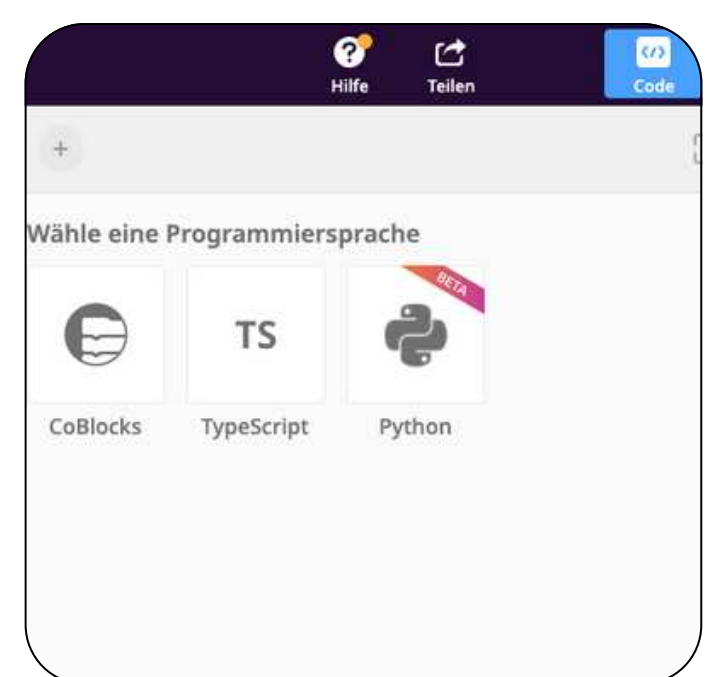 Hilfe Teilen Code
Wähle eine Programmiersprache
BETA
TS
CoBlocks TypeScript Python